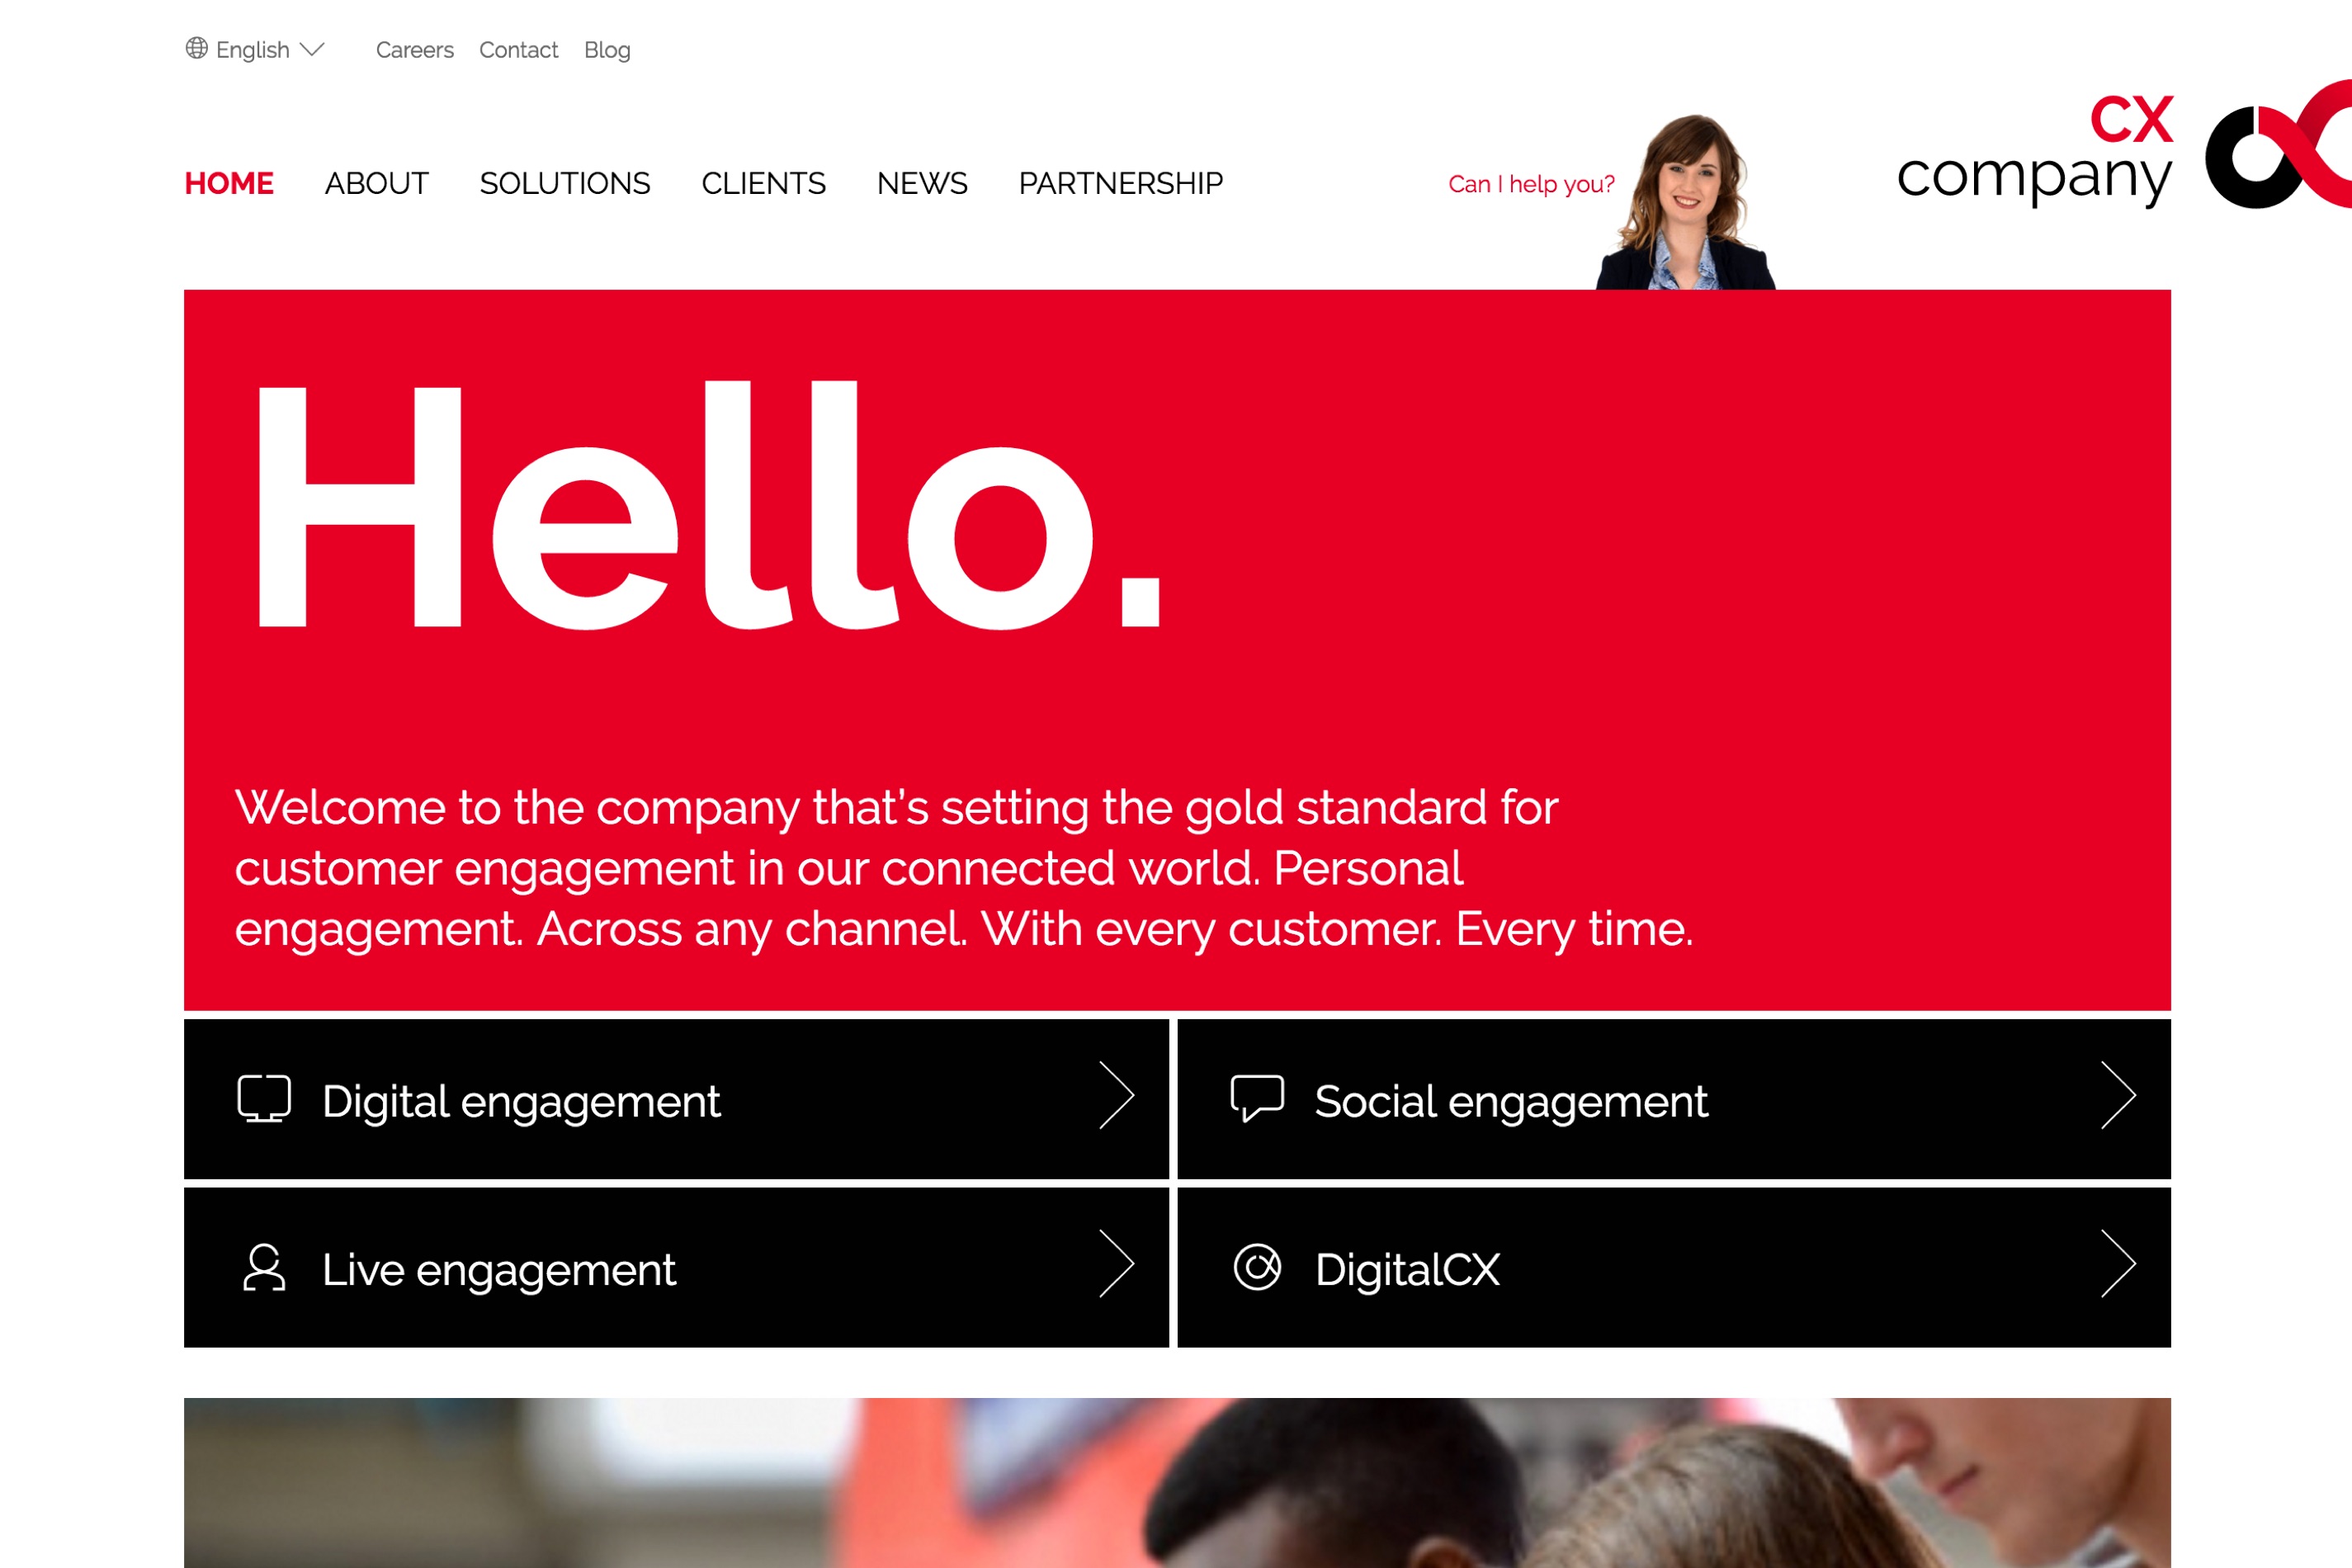 English
Careers
Contact
Blog
HOME
ABOUT
SOLUTIONS
CLIENTS
NEWS
PARTNERSHIP
Can I help you?
CX
company
Hello.
Welcome to the company that’s setting the gold standard for
customer engagement in our connected world. Personal
engagement. Across any channel. With every customer. Every time.
Digital engagement
Social engagement
Live engagement
DigitalCX